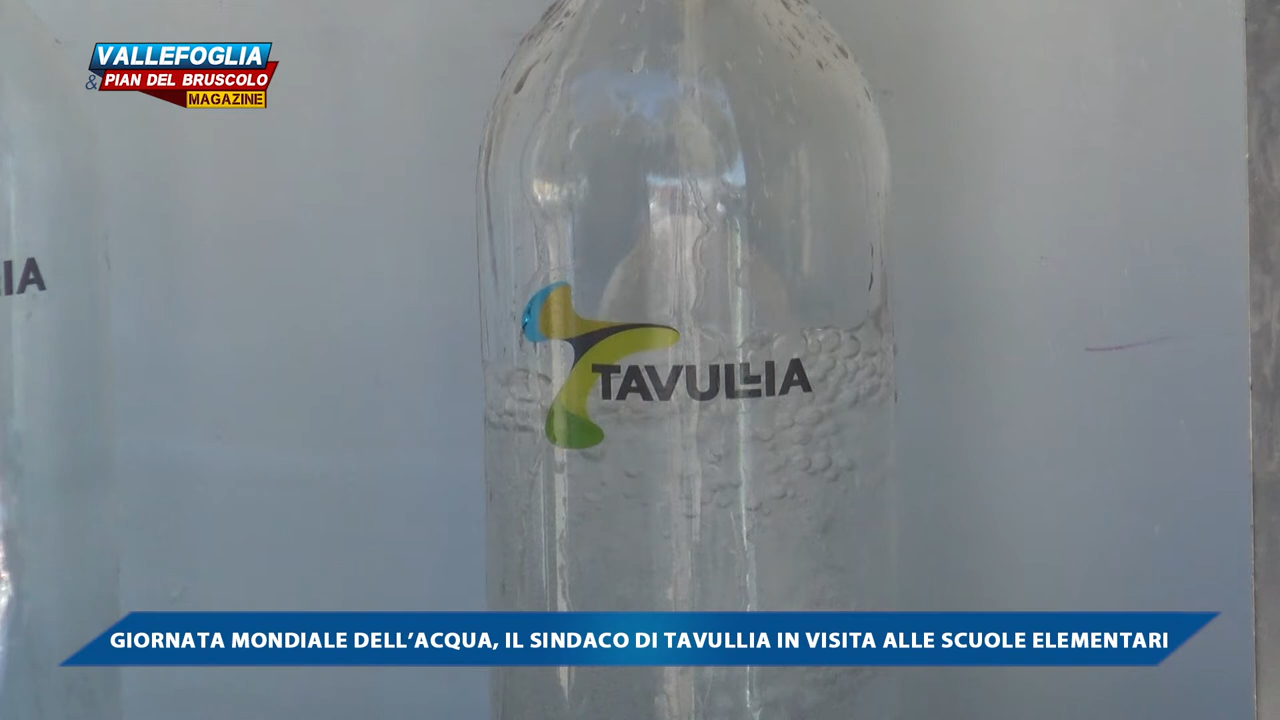 VALLEFOGLIA
& PIAN DEL BRUSCOLO
MAGAZINE
IA
TAVULLIA
GIORNATA MONDIALE DELL’ACQUA, IL SINDACO DI TAVULLIA IN VISITA ALLE SCUOLE ELEMENTARI